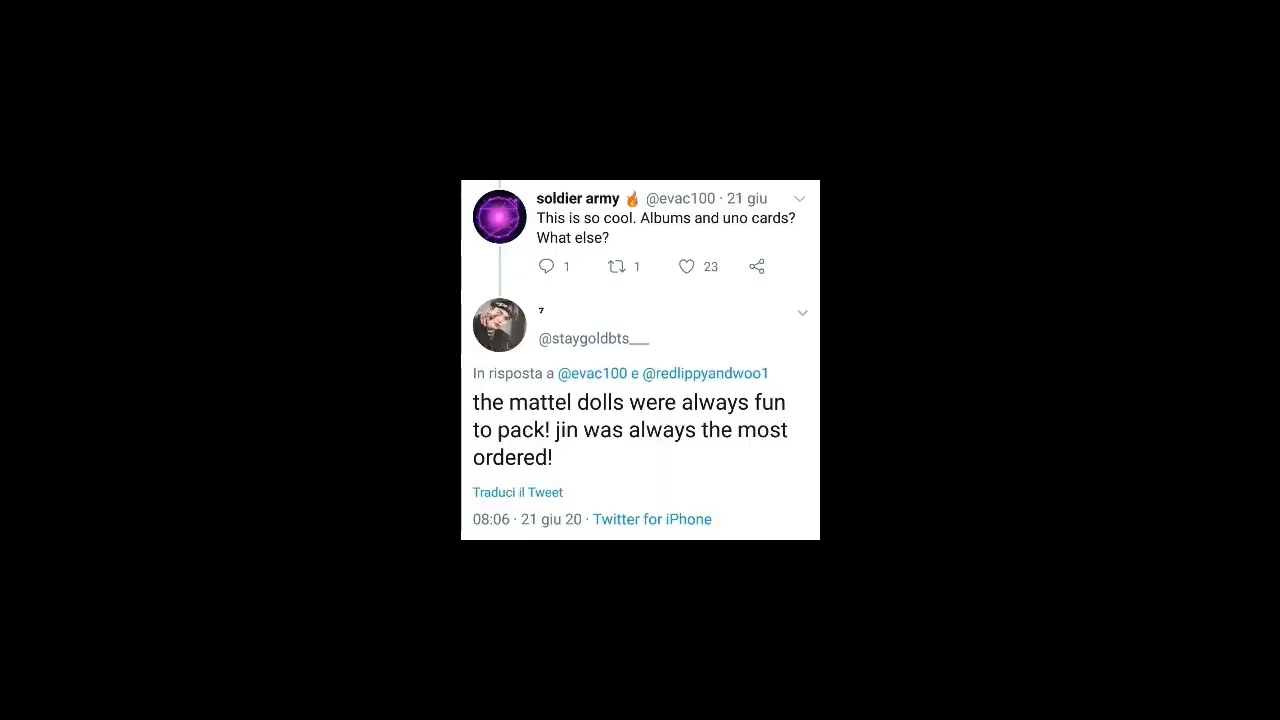 soldier army 🔥 @evac100 · 21 giu
This is so cool. Albums and uno cards?
What else?
1 1 23
7
@staygoldbts___
In risposta a @evac100 e @redlippyandwoo1
the mattel dolls were always fun
to pack! jin was always the most
ordered!
Traduci il Tweet
08:06 · 21 giu 20 · Twitter for iPhone